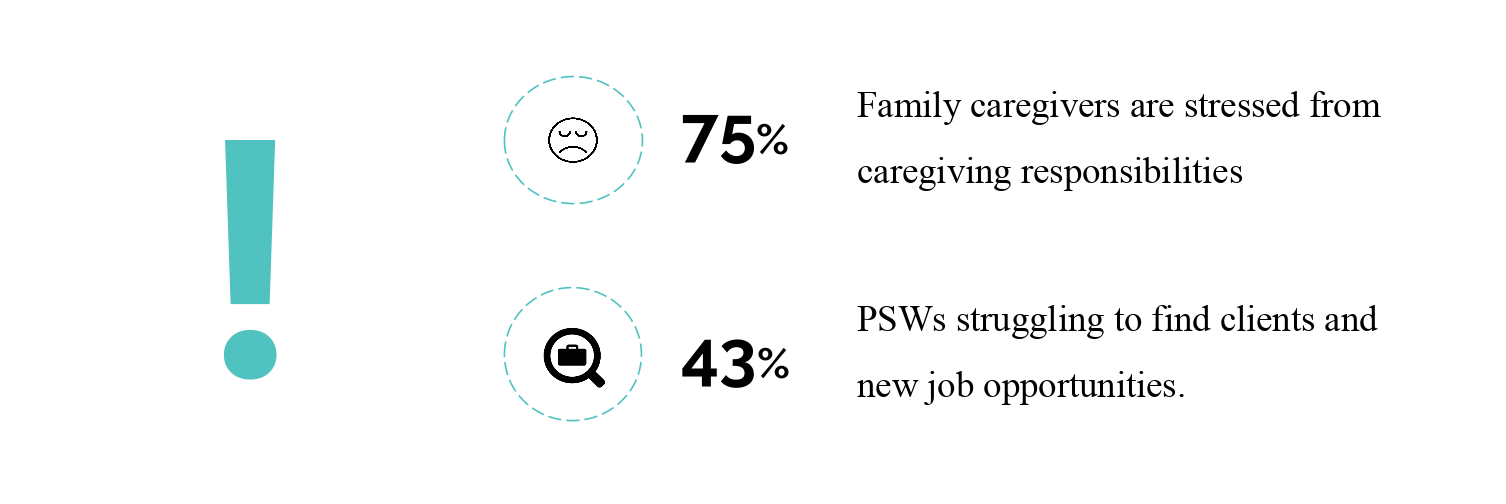 !
75% Family caregivers are stressed from
caregiving responsibilities
43% PSWs struggling to find clients and
new job opportunities.